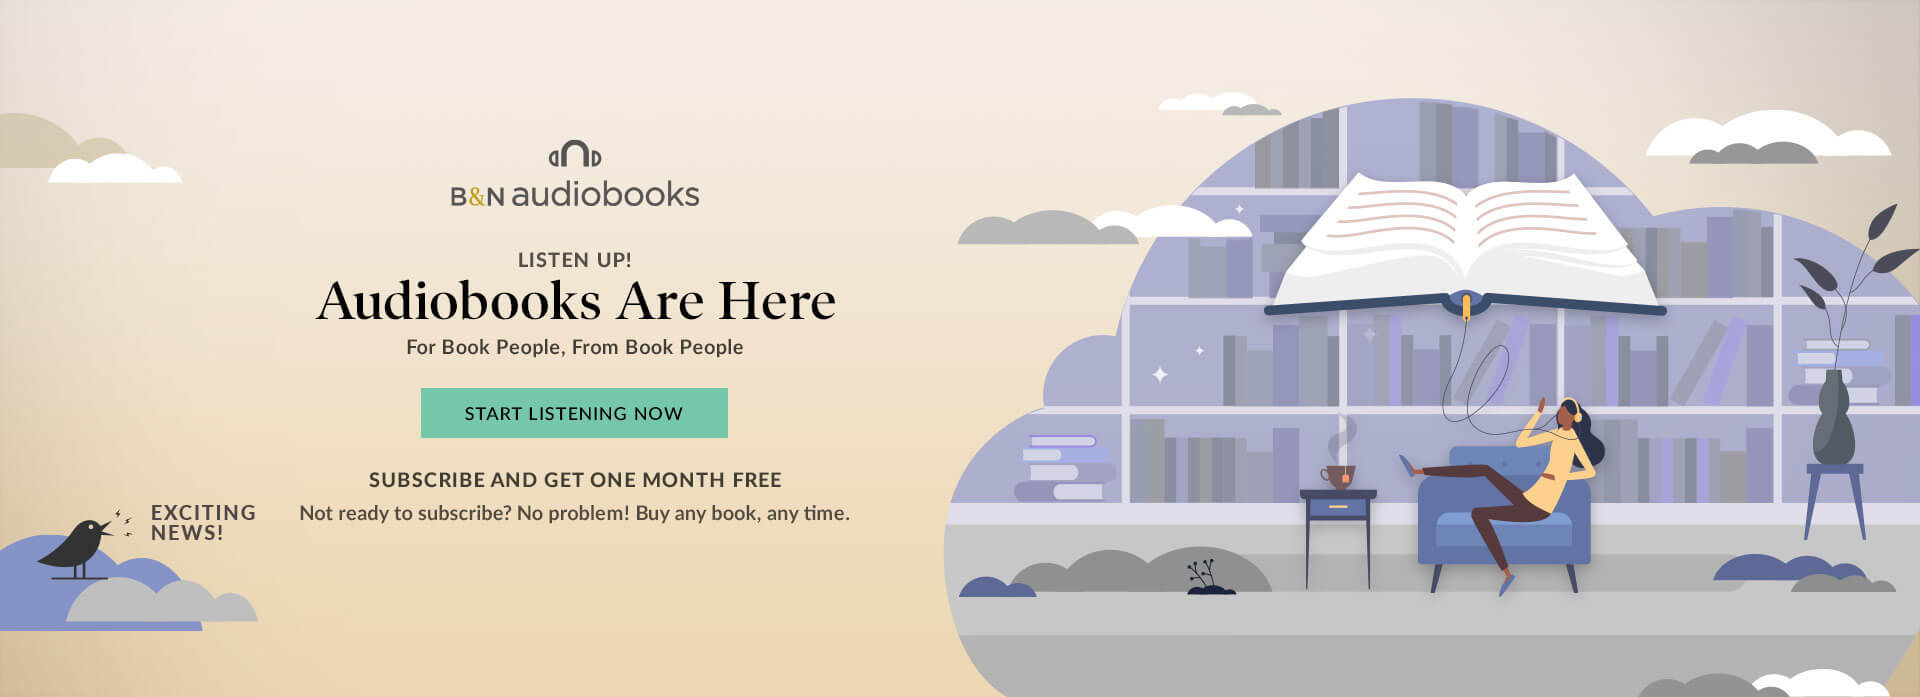 B&N audiobooks
LISTEN UP!
Audiobooks Are Here
For Book People, From Book People
START LISTENING NOW
SUBSCRIBE AND GET ONE MONTH FREE
Not ready to subscribe? No problem! Buy any book, any time.
EXCITING
NEWS!